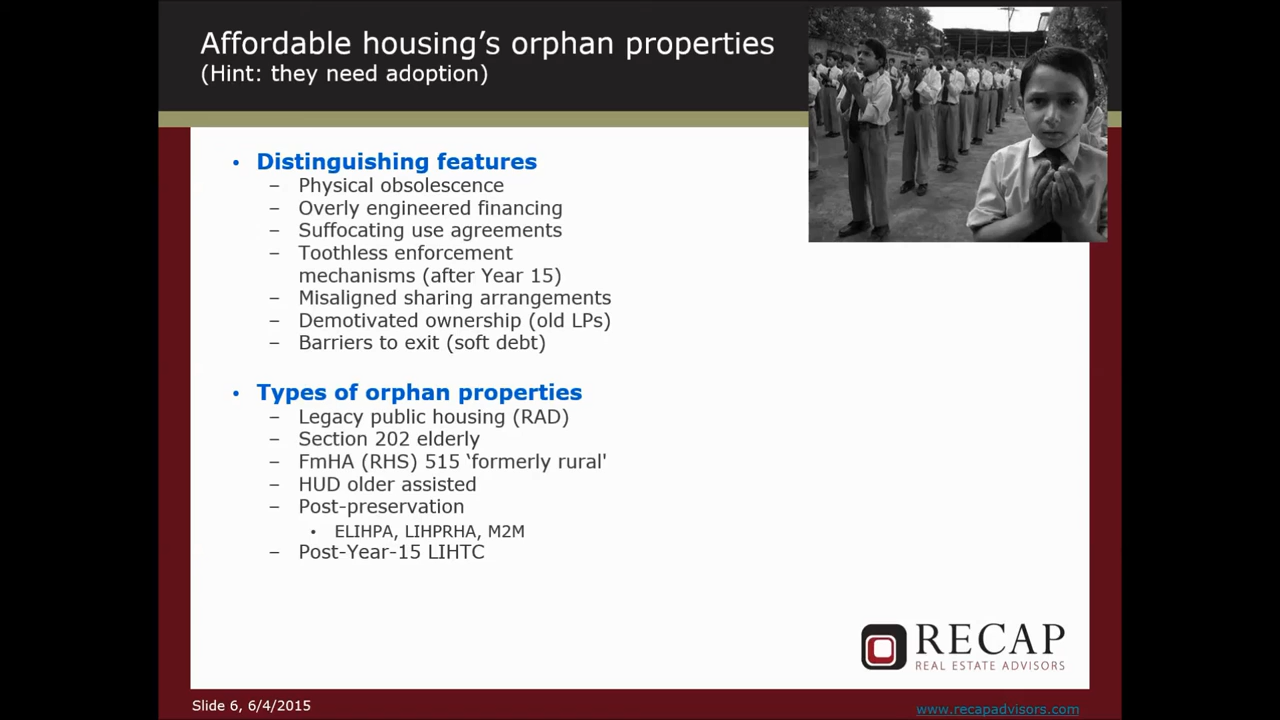 Affordable housing's orphan properties
(Hint: they need adoption)
• Distinguishing features
– Physical obsolescence
– Overly engineered financing
– Suffocating use agreements
– Toothless enforcement
mechanisms (after Year 15)
– Misaligned sharing arrangements
– Demotivated ownership (old LPs)
– Barriers to exit (soft debt)
• Types of orphan properties
– Legacy public housing (RAD)
– Section 202 elderly
– FmHA (RHS) 515 ‘formerly rural'
– HUD older assisted
– Post-preservation
• ELIHPA, LIHPRHA, M2M
– Post-Year-15 LIHTC
RECAP
REAL ESTATE ADVISORS
Slide 6, 6/4/2015
www.recapadvisors.com